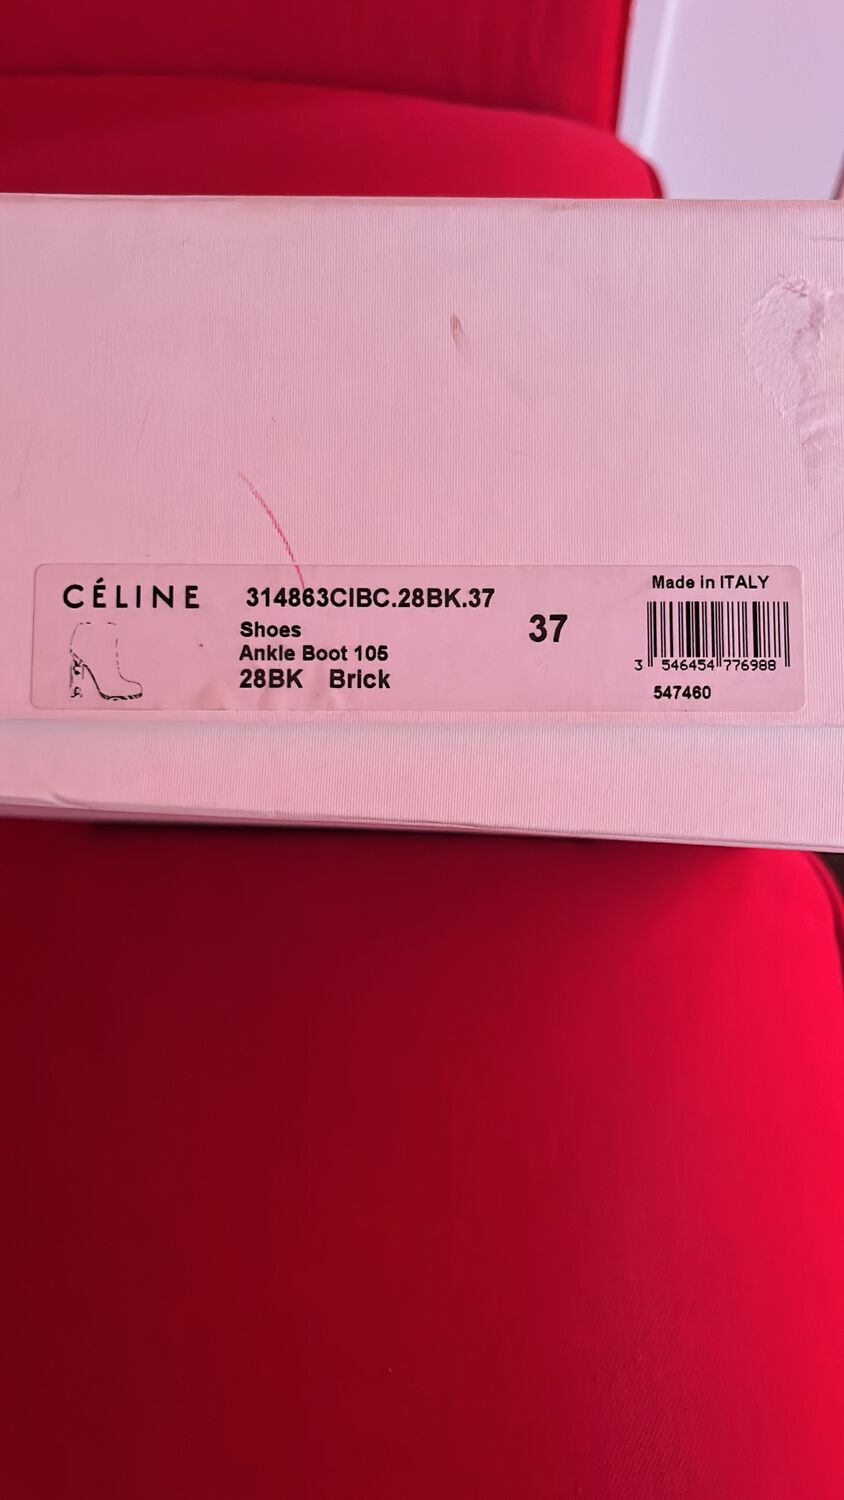 CÉLINE
314863CIBC.28BK.37
Shoes
Ankle Boot 105
28BK Brick
37
Made in ITALY
3 546454 776988
547460